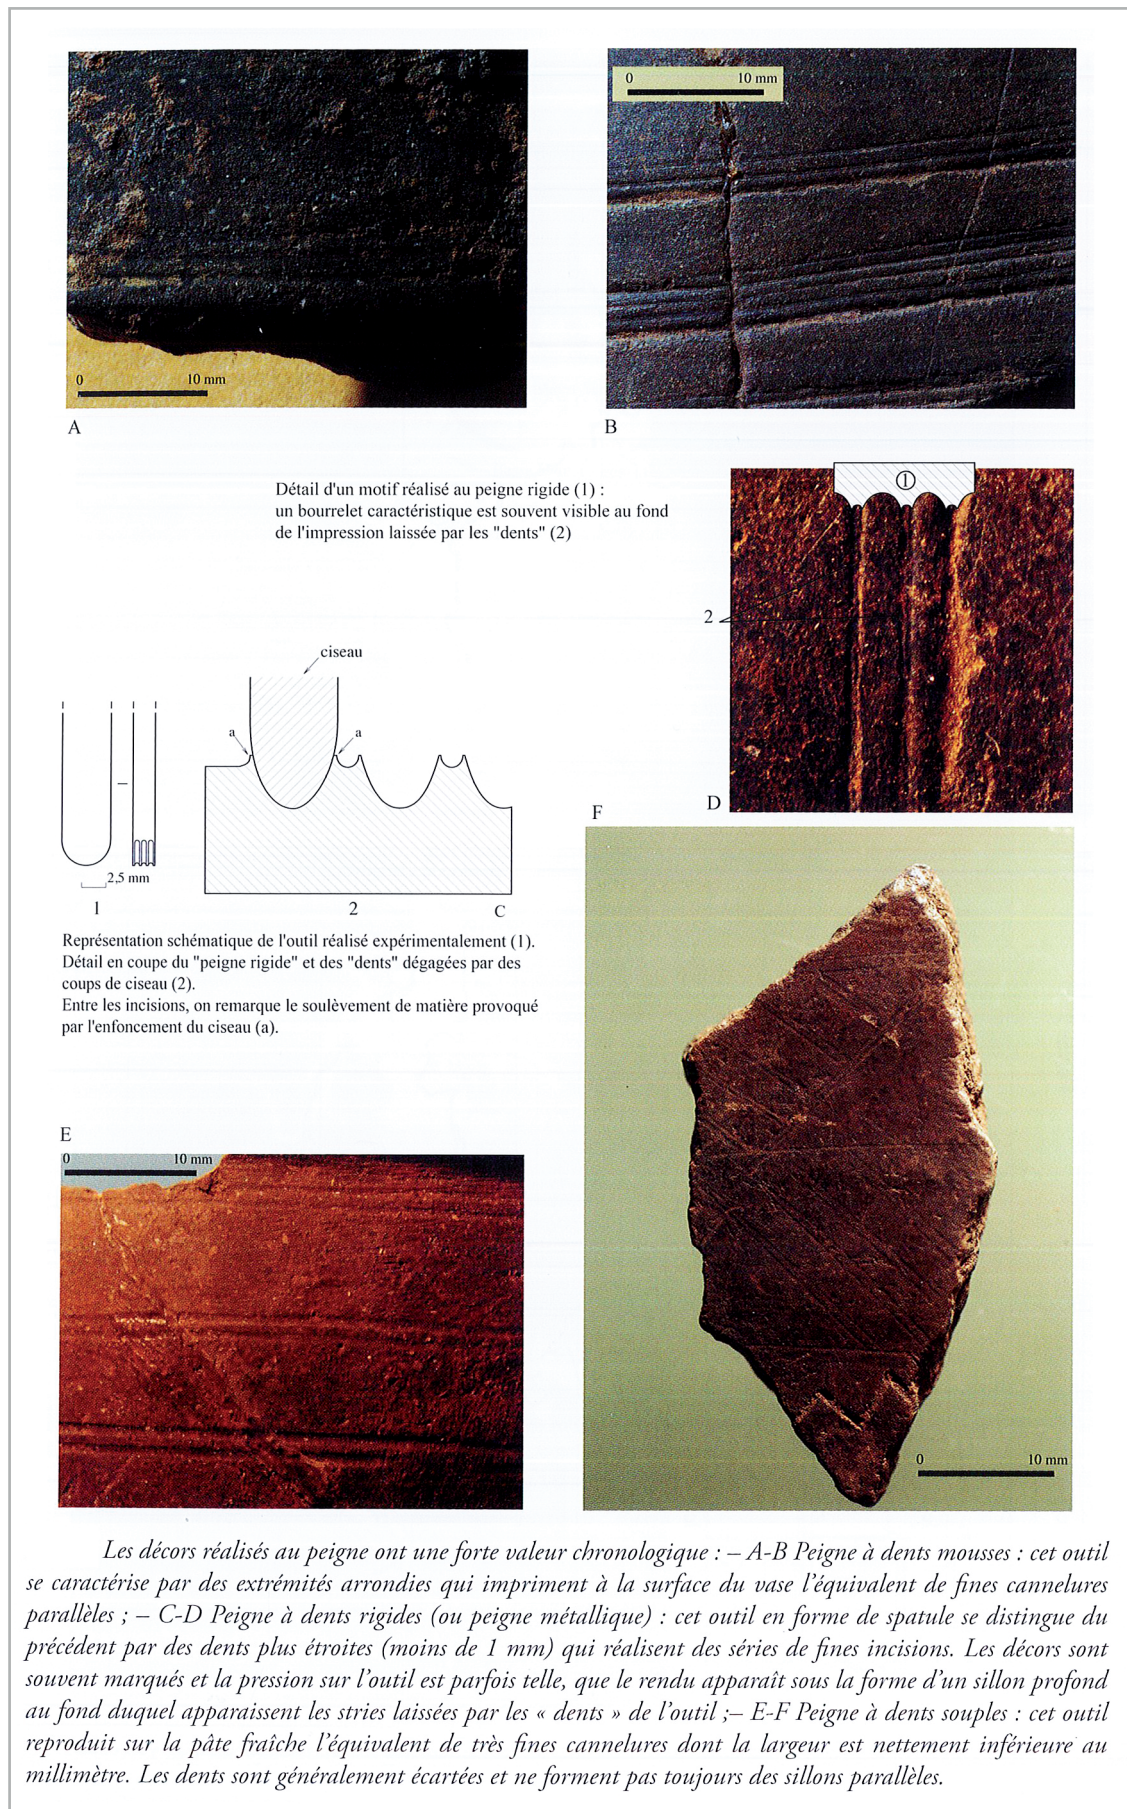 0
10 mm
A
0
10 mm
B
Détail d'un motif réalisé au peigne rigide (1) :
un bourrelet caractéristique est souvent visible au fond
de l'impression laissée par les "dents" (2)
1
2
D
ciseau
a
a
2,5 mm
1
2
C
Représentation schématique de l'outil réalisé expérimentalement (1).
Détail en coupe du "peigne rigide" et des "dents" dégagées par des
coups de ciseau (2).
Entre les incisions, on remarque le soulèvement de matière provoqué
par l'enfoncement du ciseau (a).
E
0
10 mm
F
0
10 mm
Les décors réalisés au peigne ont une forte valeur chronologique : – A-B Peigne à dents mousses : cet outil
se caractérise par des extrémités arrondies qui impriment à la surface du vase l'équivalent de fines cannelures
parallèles ; – C-D Peigne à dents rigides (ou peigne métallique) : cet outil en forme de spatule se distingue du
précédent par des dents plus étroites (moins de 1 mm) qui réalisent des séries de fines incisions. Les décors sont
souvent marqués et la pression sur l'outil est parfois telle, que le rendu apparaît sous la forme d'un sillon profond
au fond duquel apparaissent les stries laissées par les « dents » de l'outil ;– E-F Peigne à dents souples : cet outil
reproduit sur la pâte fraîche l'équivalent de très fines cannelures dont la largeur est nettement inférieure au
millimètre. Les dents sont généralement écartées et ne forment pas toujours des sillons parallèles.